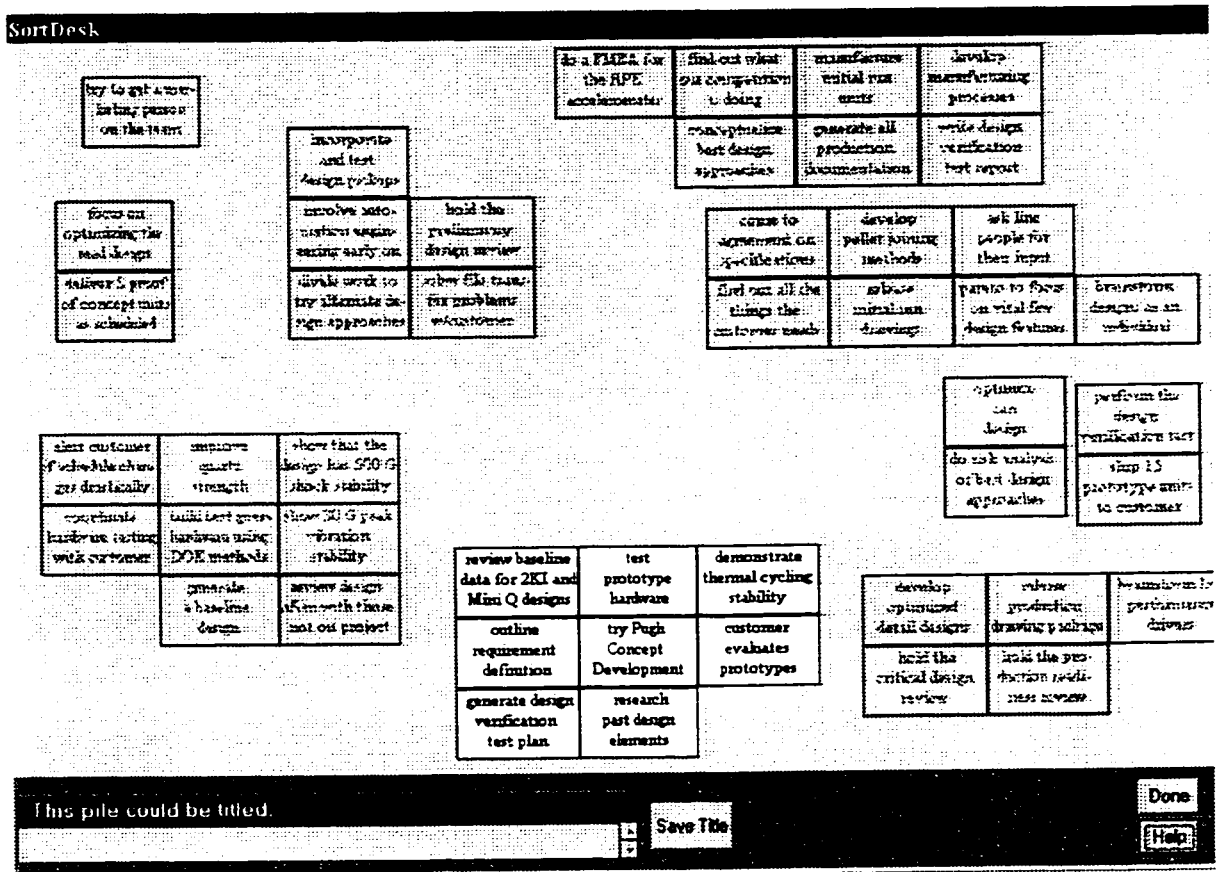 SortDesk
try to get a mar-
keting person
on the team
do a FMEA for
the RPE
accelerometer
find out what
our competition
is doing
manufacture
initial run
units
develop
manufacturing
processes
conceptualize
best design
approaches
generate all
production
documentation
write design
verification
test report
incorporate
and test
design
involve auto-
engin-
eering early on
hold the
preliminary
design review
divide work to
try alternate de-
sign approaches
for problems
focus on
optimizing the
design
deliver 5 proof
of concept units
as scheduled
come to
agreement on
specifications
develop
joining
methods
ask line
people for
their input
find out all the
things the
customer needs
release
initial run
drawings
pareto to focus
on vital few
design features
brainstorm
designs as an
individual
optimize
design
perform the
design
verification test
do risk analysis
of best design
approaches
ship 15
prototype units
to customer
alert customer
if schedule chan-
ges drastically
improve
quartz
strength
show that the
design has 500 G
shock stability
coordinate
hardware testing
with customer
build best guess
hardware using
DOE methods
show 30 G peak
vibration
stability
generate
a baseline
design
review design
with those
not on project
review baseline
data for 2KI and
Mini Q designs
test
prototype
hardware
demonstrate
thermal cycling
stability
outline
requirement
definition
try Pugh
Concept
Development
customer
evaluates
prototypes
generate design
verification
test plan
research
past design
elements
develop
optimized
detail designs
release
production
drawing package
brainstorm
performance
drivers
hold the
critical design
review
hold the pro-
duction readi-
ness review
This pile could be titled.
Save Title
Done
Help